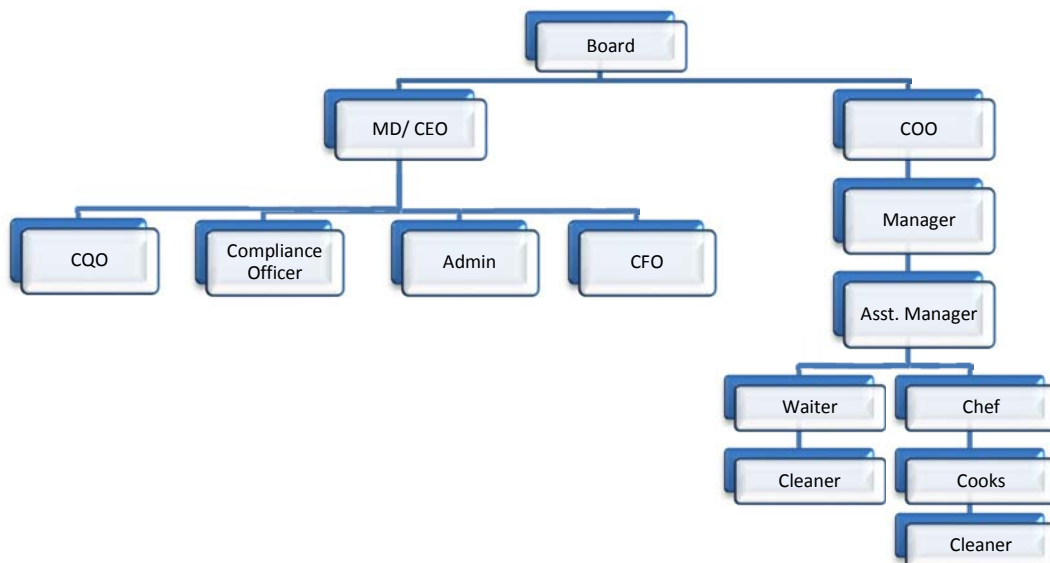 Board
MD/ CEO
COO
Manager
CQO
Compliance
Officer
Admin
CFO
Asst. Manager
Waiter
Chef
Cleaner
Cooks
Cleaner